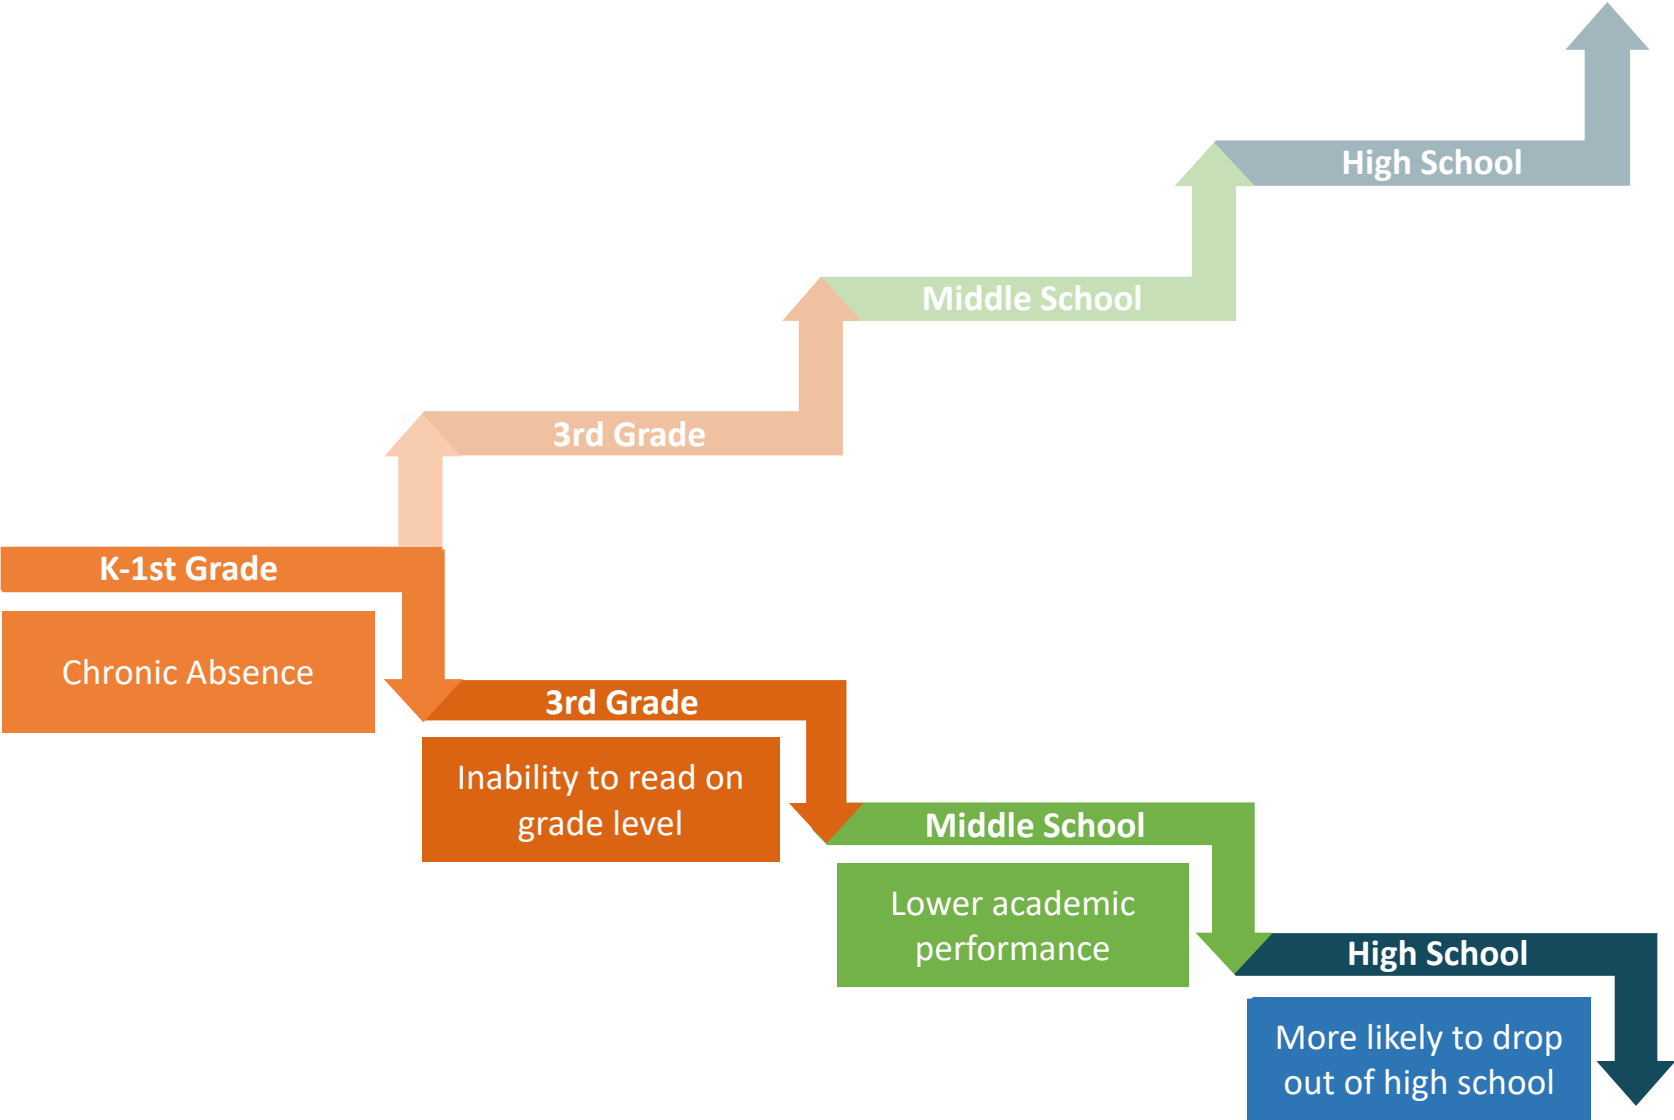 High School
Middle School
3rd Grade
K-1st Grade
Chronic Absence
3rd Grade
Inability to read on
grade level
Middle School
Lower academic
performance
High School
More likely to drop
out of high school